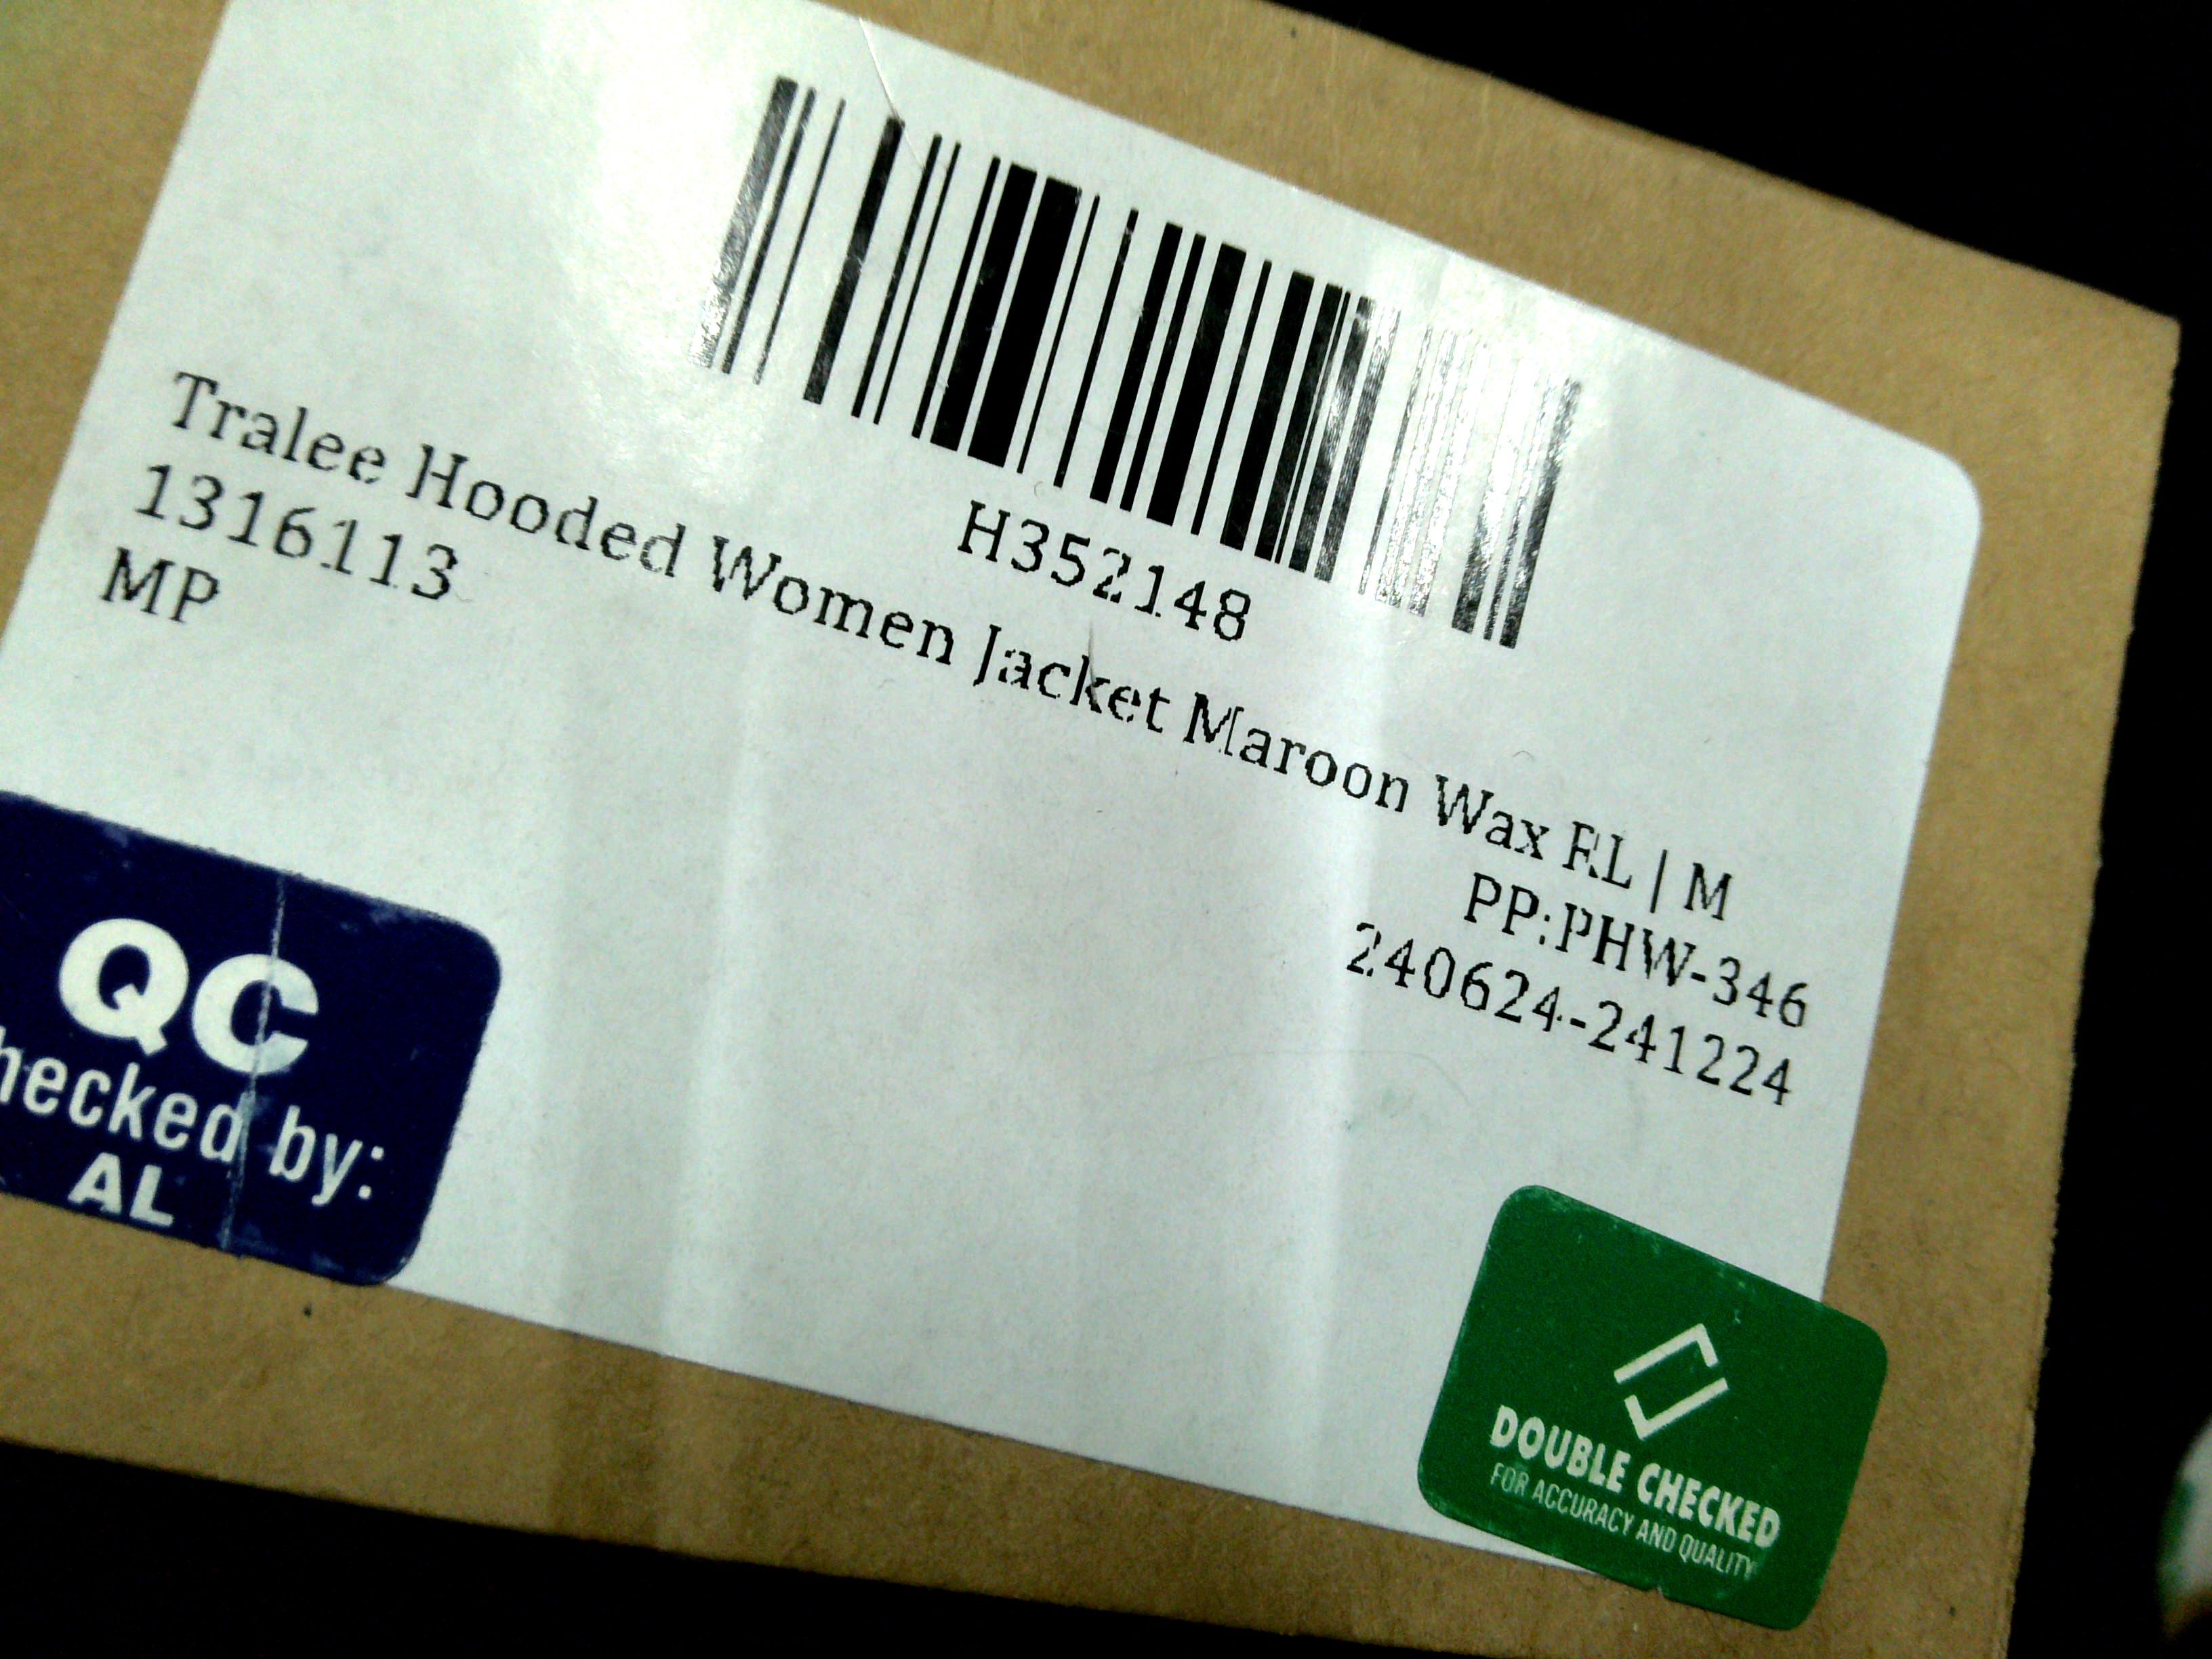 H352148
Tralee Hooded Women Jacket Maroon Wax RL | M
1316113
PP:PHW-346
MP
240624-241224
QC
hecked by:
AL
DOUBLE CHECKED
FOR ACCURACY AND QUALITY